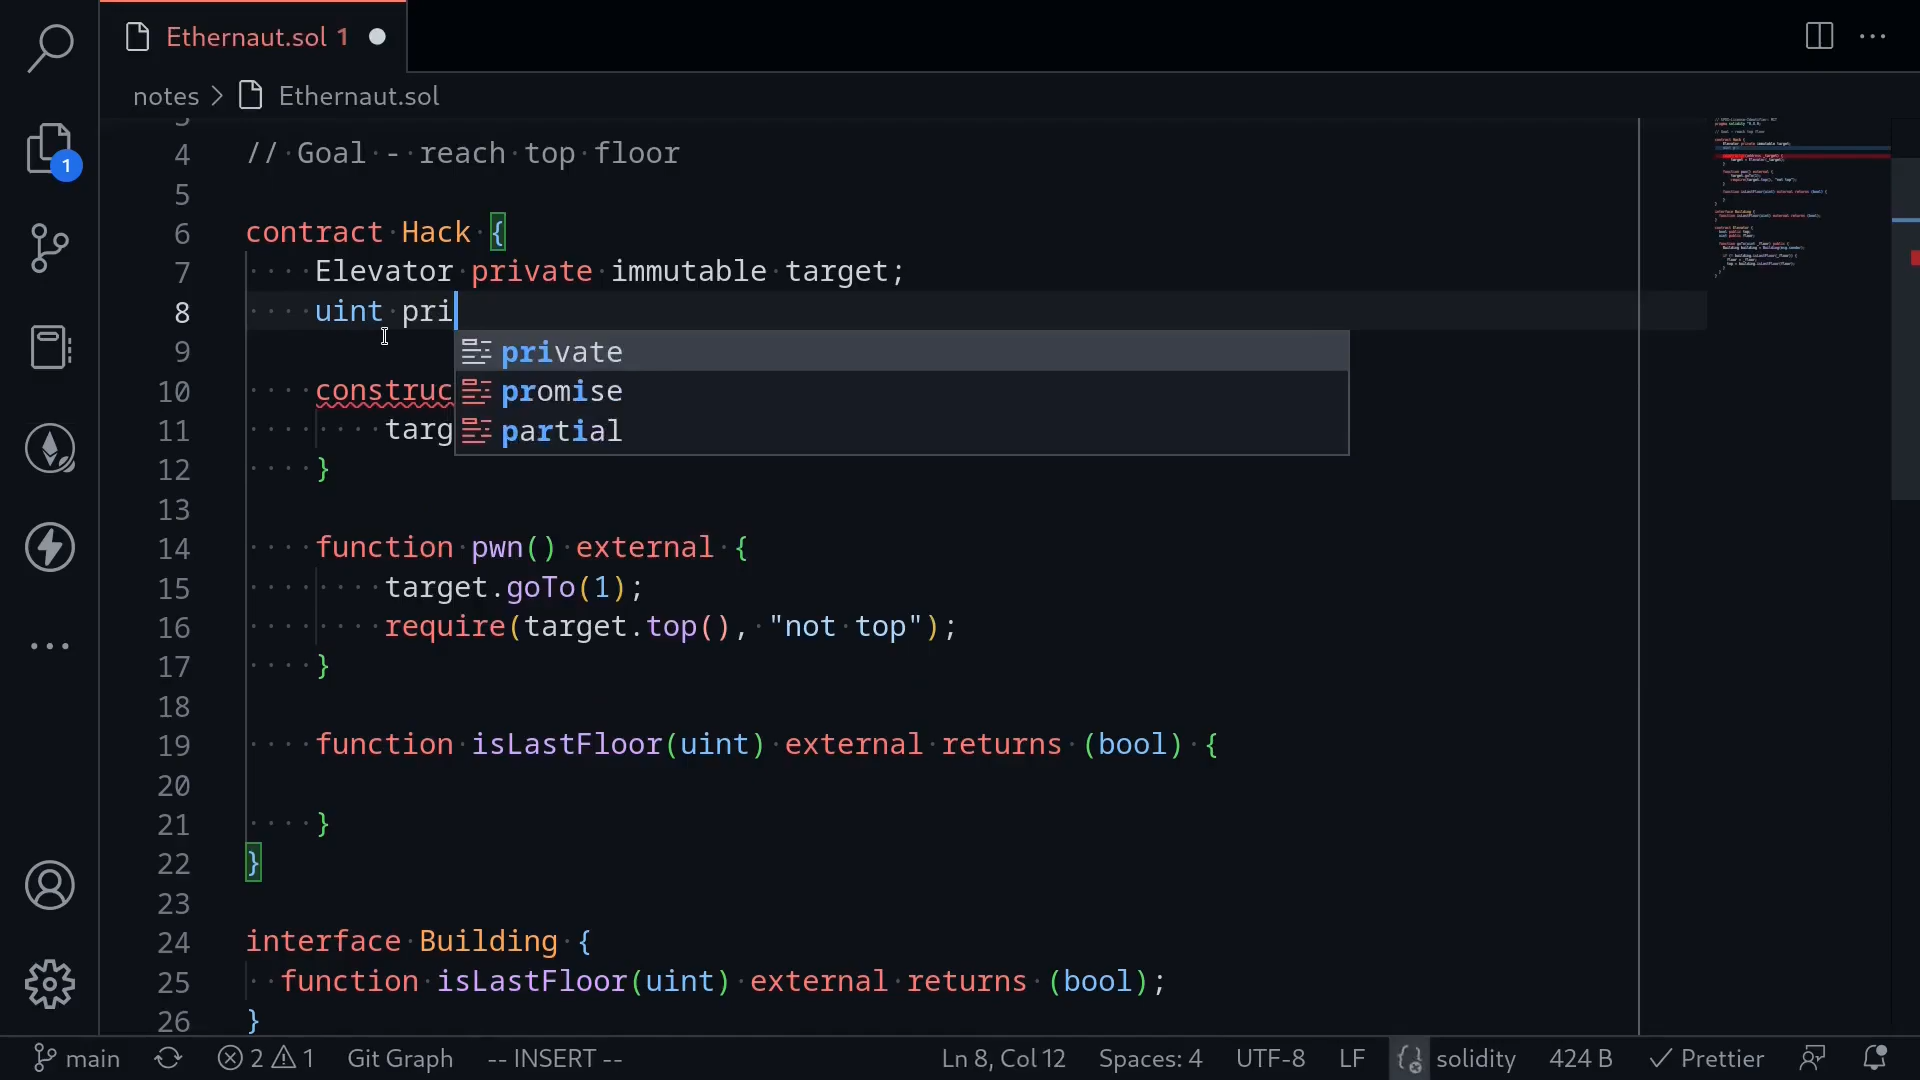 Ethernaut.sol 1
notes > Ethernaut.sol
1
4 // Goal - reach top floor
5
6 contract Hack {
7 Elevator private immutable target;
8 uint pri
private
promise
partial
9
10 construc
11 targ
12 }
13
14 function pwn() external {
15 target.goTo(1);
16 require(target.top(), "not top");
17 }
18
19 function isLastFloor(uint) external returns (bool) {
20
21 }
22 }
23
24 interface Building {
25 function isLastFloor(uint) external returns (bool);
26 }
main 2 1 Git Graph -- INSERT -- Ln 8, Col 12 Spaces: 4 UTF-8 LF solidity 424 B Prettier